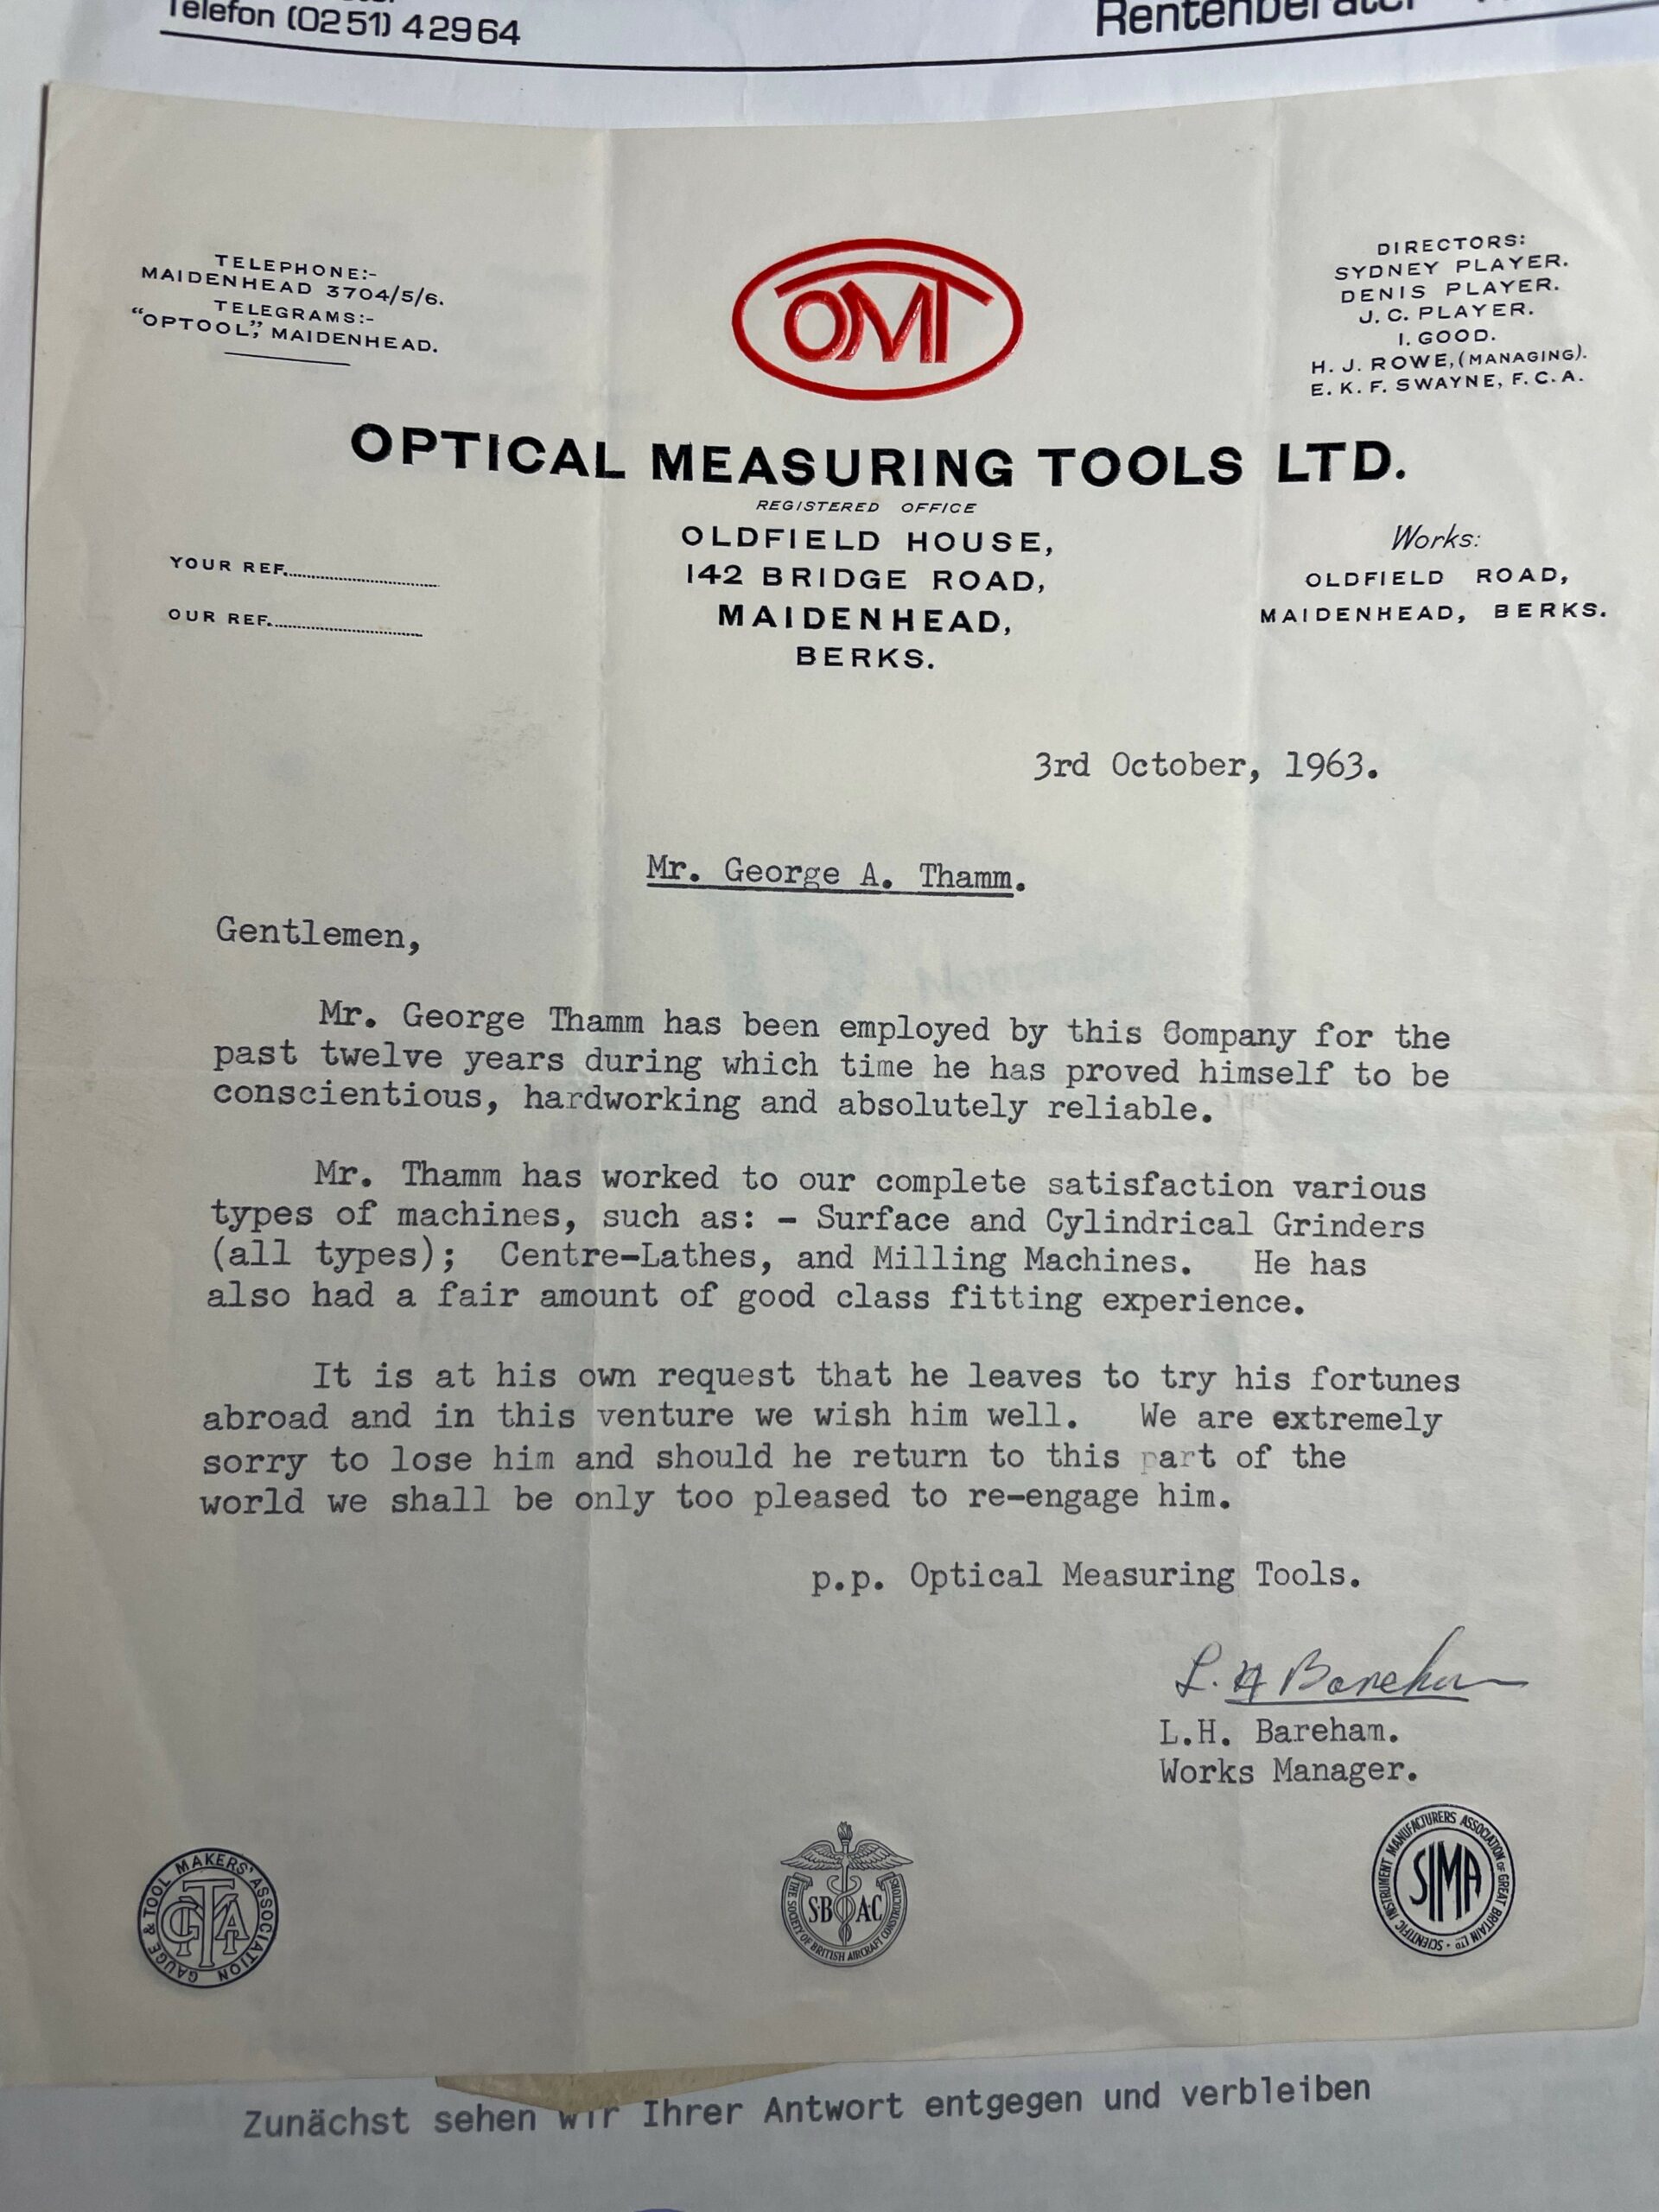 Telefon (0251) 42964
Rentenberater
TELEPHONE:-
MAIDENHEAD 3704/5/6.
TELEGRAMS:-
"OPTOOL", MAIDENHEAD.
OMT
DIRECTORS:
SYDNEY PLAYER.
DENIS PLAYER.
J. C. PLAYER.
I. GOOD.
H. J. ROWE, (MANAGING).
E. K. F. SWAYNE, F. C. A.
OPTICAL MEASURING TOOLS LTD.
REGISTERED OFFICE
OLDFIELD HOUSE,
142 BRIDGE ROAD,
MAIDENHEAD,
BERKS.
YOUR REF.
OUR REF.
Works:
OLDFIELD ROAD,
MAIDENHEAD, BERKS.
3rd October, 1963.
Mr. George A. Thamm.
Gentlemen,
Mr. George Thamm has been employed by this Company for the
past twelve years during which time he has proved himself to be
conscientious, hardworking and absolutely reliable.
Mr. Thamm has worked to our complete satisfaction various
types of machines, such as: - Surface and Cylindrical Grinders
(all types); Centre-Lathes, and Milling Machines. He has
also had a fair amount of good class fitting experience.
It is at his own request that he leaves to try his fortunes
abroad and in this venture we wish him well. We are extremely
sorry to lose him and should he return to this part of the
world we shall be only too pleased to re-engage him.
p.p. Optical Measuring Tools.
L. H Bareham
L.H. Bareham.
Works Manager.
GAUGE & TOOL MAKERS' ASSOCIATION
GTMA
S·B A·C
THE SOCIETY OF BRITISH AIRCRAFT CONSTRUCTORS
SCIENTIFIC INSTRUMENT MANUFACTURERS ASSOCIATION OF GREAT BRITAIN LTD
SIMA
Zunächst sehen wir Ihrer Antwort entgegen und verbleiben